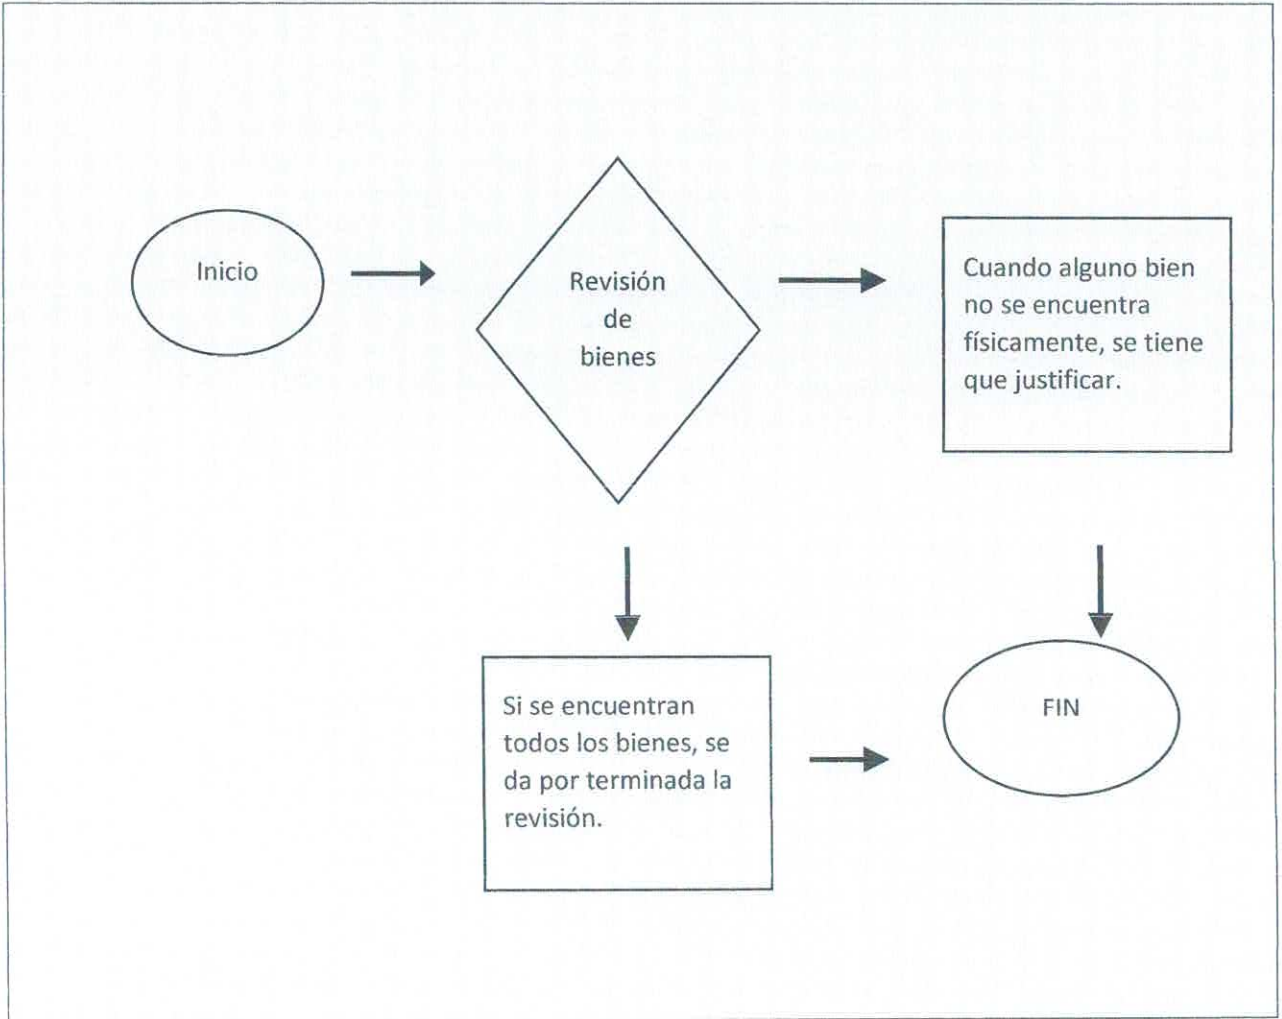 Inicio
Revisión
de
bienes
Cuando alguno bien
no se encuentra
físicamente, se tiene
que justificar.
Si se encuentran
todos los bienes, se
da por terminada la
revisión.
FIN